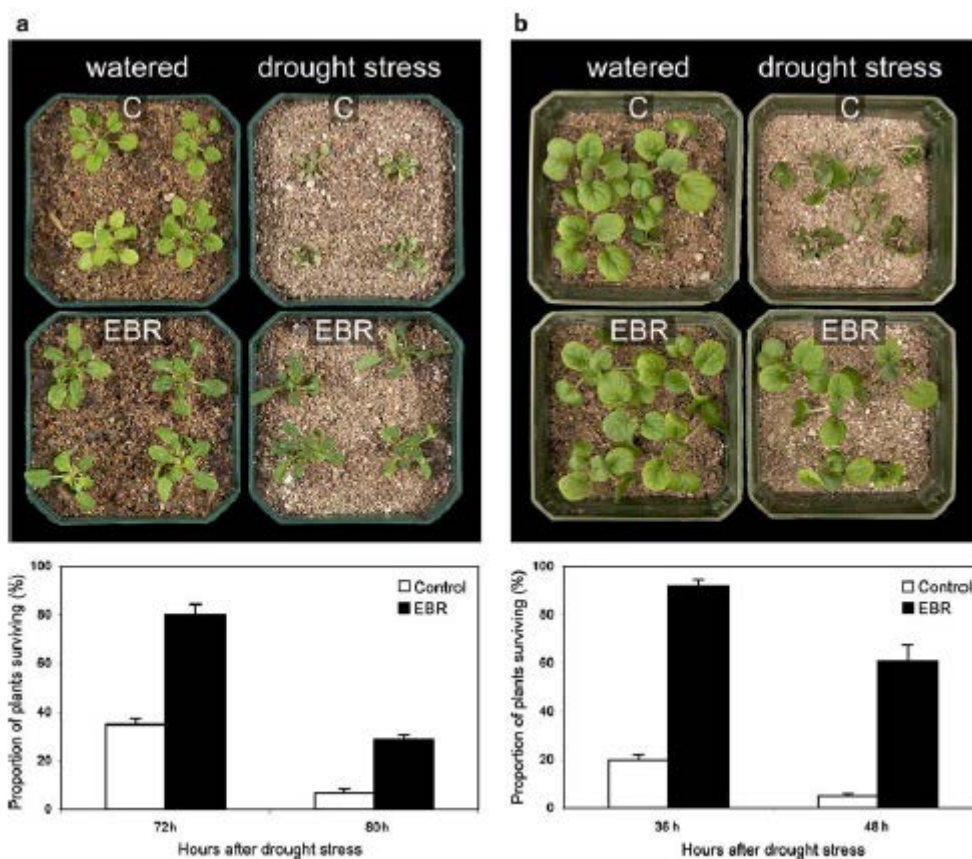 a
watered
drought stress
C
C
EBR
EBR
Proportion of plants surviving (%)
100
80
60
40
20
0
Control
EBR
72h
80h
Hours after drought stress
b
watered
drought stress
C
C
EBR
EBR
Proportion of plants surviving (%)
100
80
60
40
20
0
Control
EBR
36h
48h
Hours after drought stress